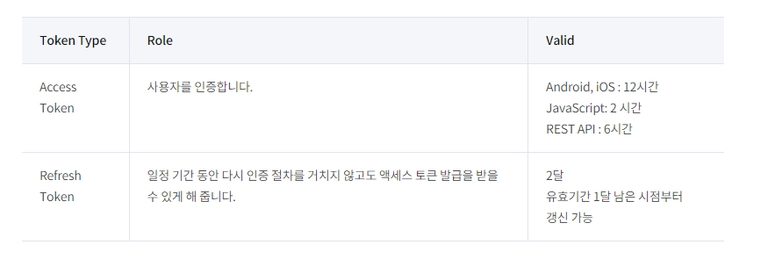 Token Type Role Valid
Access Token
사용자를 인증합니다.
Android, iOS : 12시간
JavaScript: 2 시간
REST API : 6시간
Refresh Token
일정 기간 동안 다시 인증 절차를 거치지 않고도 액세스 토큰 발급을 받을
수 있게 해 줍니다.
2달
유효기간 1달 남은 시점부터
갱신 가능